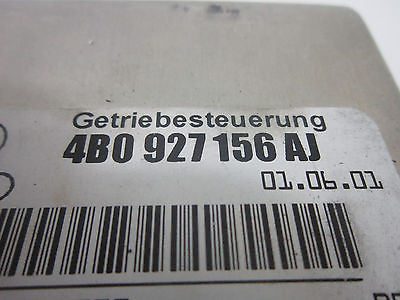 Getriebesteuerung
4B0 927 156 AJ
01.06.01